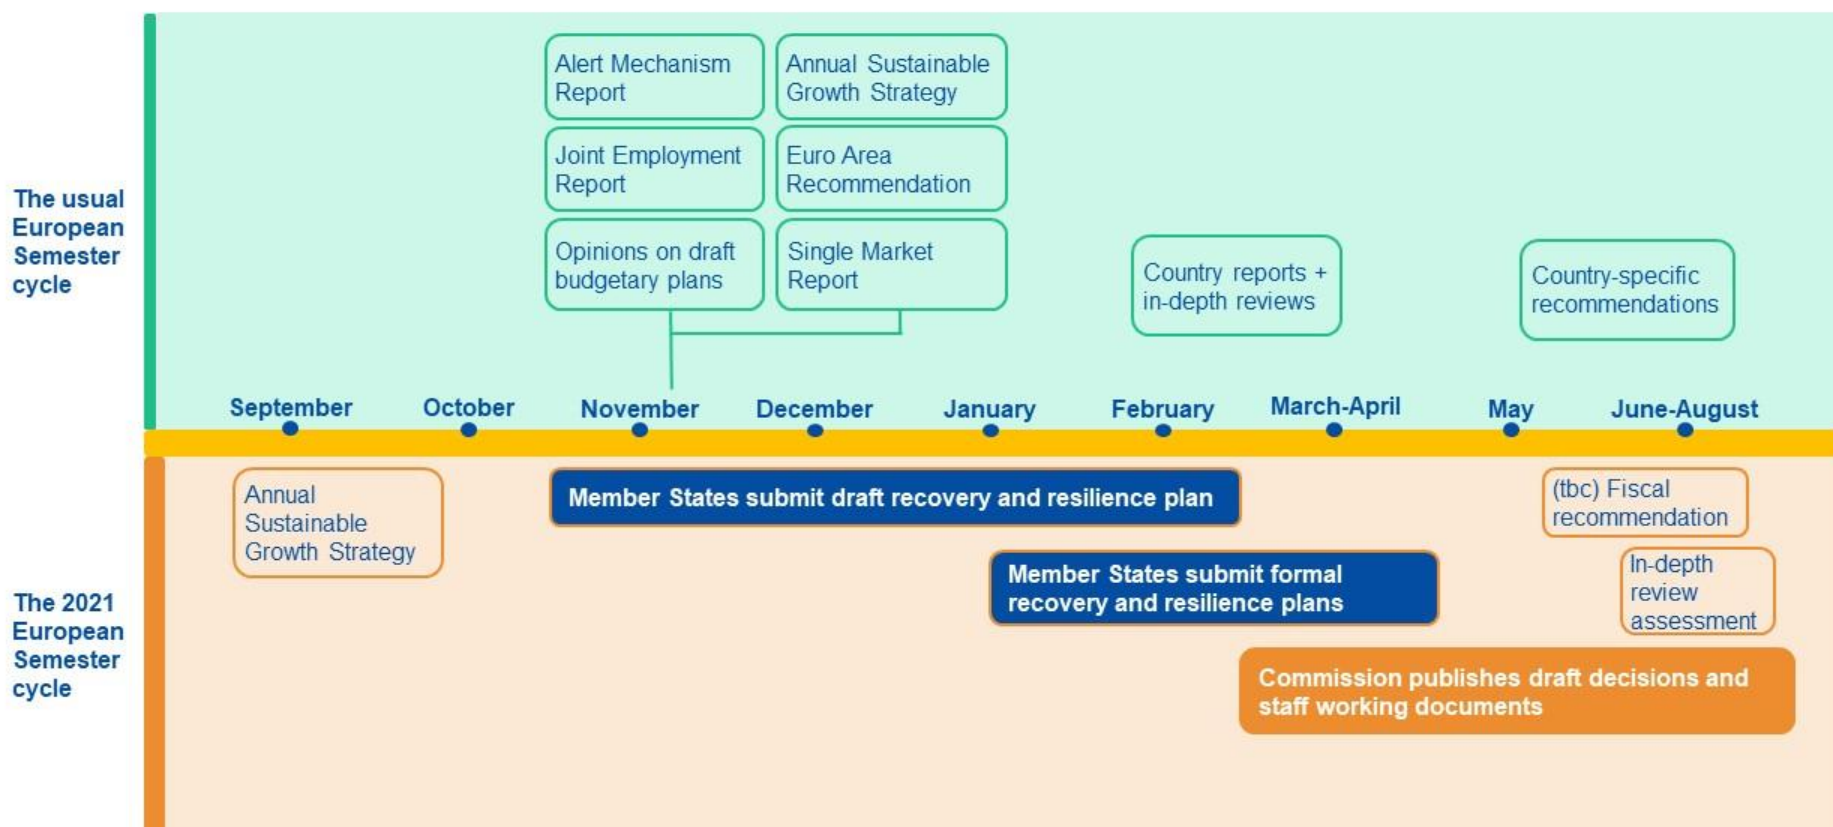 The usual
European
Semester
cycle
Alert Mechanism
Report
Annual Sustainable
Growth Strategy
Joint Employment
Report
Euro Area
Recommendation
Opinions on draft
budgetary plans
Single Market
Report
Country reports +
in-depth reviews
Country-specific
recommendations
September
October
November
December
January
February
March-April
May
June-August
The 2021
European
Semester
cycle
Annual
Sustainable
Growth Strategy
Member States submit draft recovery and resilience plan
Member States submit formal
recovery and resilience plans
(tbc) Fiscal
recommendation
In-depth
review
assessment
Commission publishes draft decisions and
staff working documents